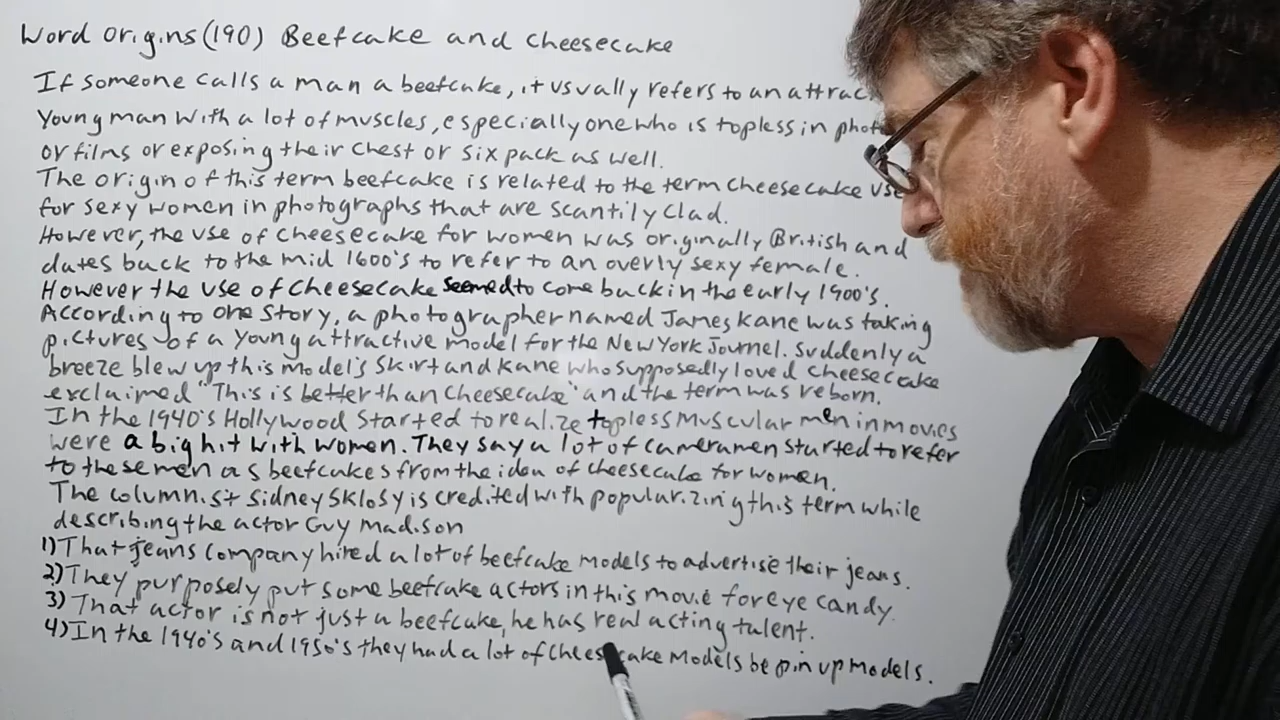 Word Origins (190) Beefcake and Cheesecake
If someone calls a man a beefcake, it usually refers to an attrac
Young man with a lot of muscles, especially one who is topless in phot
or films or exposing their chest or six pack as well.
The origin of this term beefcake is related to the term cheesecake use
for sexy women in photographs that are scantily clad.
However, the use of cheesecake for women was originally British and
dates back to the mid 1600's to refer to an overly sexy female.
However the use of cheesecake seemed to come back in the early 1900's.
According to one story, a photographer named James Kane was taking
pictures of a young attractive model for the New York Journel. Suddenly a
breeze blew up this model's skirt and Kane who supposedly loved cheesecake
exclaimed "This is better than cheesecake" and the term was reborn.
In the 1940's Hollywood started to realize topless muscular men in movies
were a big hit with women. They say a lot of cameramen started to refer
to these men as beefcakes from the idea of cheesecake for women.
The columnist Sidney Sklosy is credited with popularizing this term while
describing the actor Guy Madison
1) That jeans company hired a lot of beefcake models to advertise their jeans.
2) They purposely put some beefcake actors in this movie for eye candy.
3) That actor is not just a beefcake, he has real acting talent.
4) In the 1940's and 1950's they had a lot of cheesecake models be pin up models.